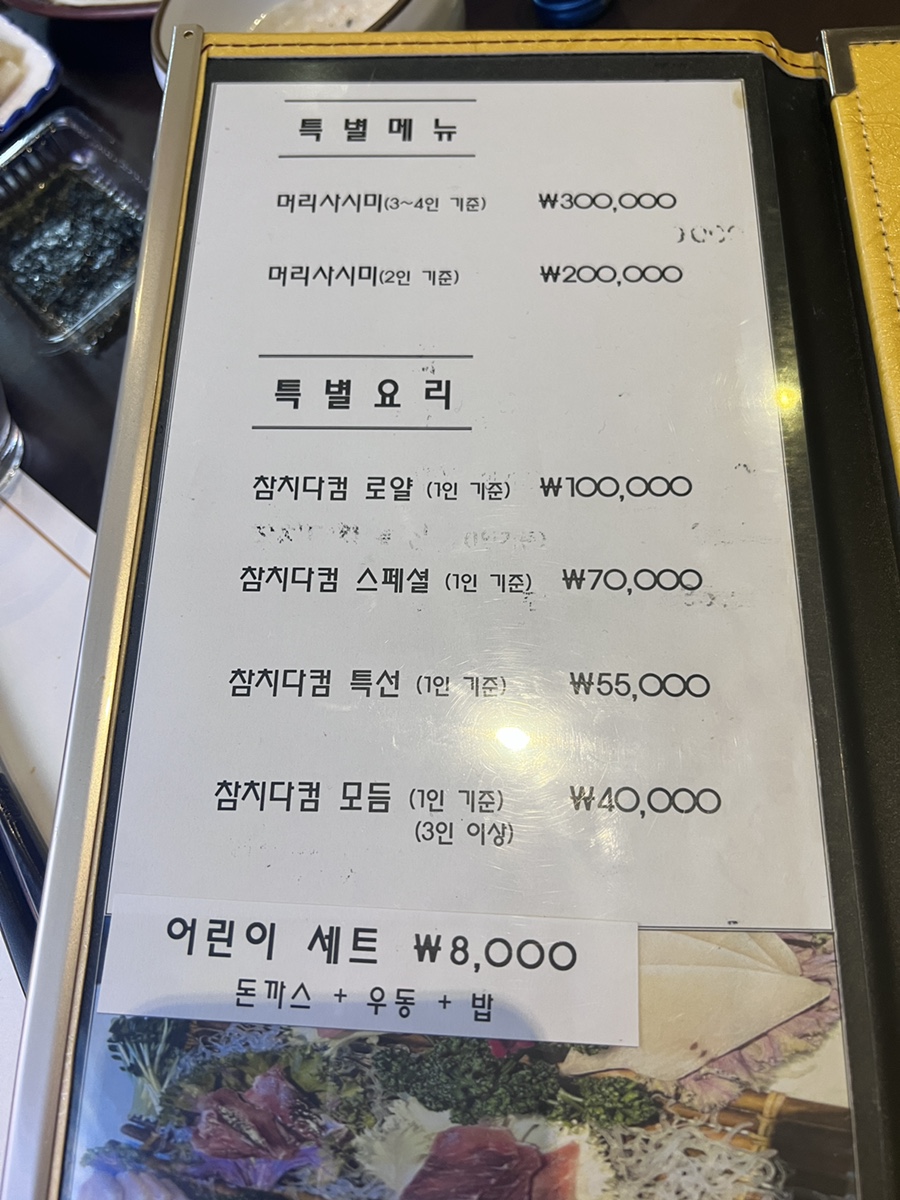 특별메뉴
머리사시미(3~4인 기준) ₩300,000
머리사시미(2인 기준) ₩200,000
특별요리
참치다컴 로얄 (1인 기준) ₩100,000
참치다컴 스페셜 (1인 기준) ₩70,000
참치다컴 특선 (1인 기준) ₩55,000
참치다컴 모듬 (1인 기준) ₩40,000
(3인 이상)
어린이 세트 ₩8,000
돈까스 + 우동 + 밥